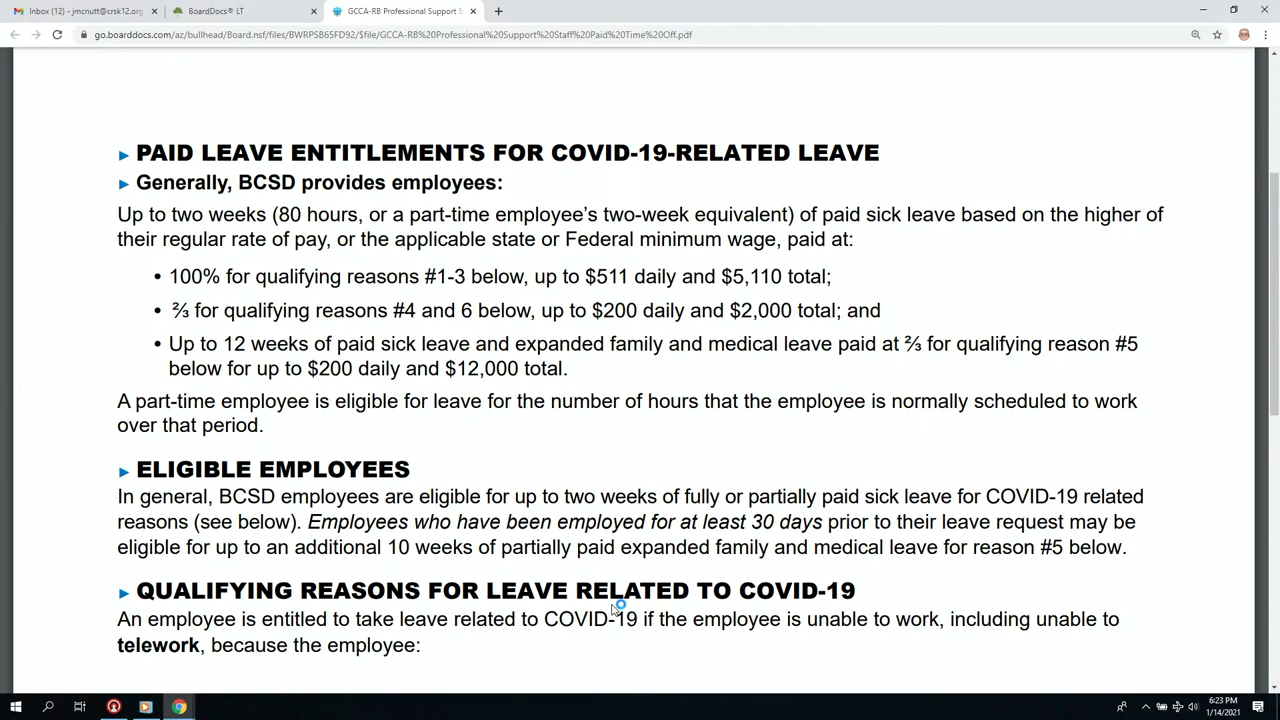 Inbox (12) - jmcnutt@crsk12.org
BoardDocs® LT
GCCA-RB Professional Support S
go.boarddocs.com/az/bullhead/Board.nsf/files/BWRPSB65FD92/$file/GCCA-RB%20Professional%20Support%20Staff%20Paid%20Time%20Off.pdf
PAID LEAVE ENTITLEMENTS FOR COVID-19-RELATED LEAVE
Generally, BCSD provides employees:
Up to two weeks (80 hours, or a part-time employee’s two-week equivalent) of paid sick leave based on the higher of
their regular rate of pay, or the applicable state or Federal minimum wage, paid at:
• 100% for qualifying reasons #1-3 below, up to $511 daily and $5,110 total;
• ⅔ for qualifying reasons #4 and 6 below, up to $200 daily and $2,000 total; and
• Up to 12 weeks of paid sick leave and expanded family and medical leave paid at ⅔ for qualifying reason #5
below for up to $200 daily and $12,000 total.
A part-time employee is eligible for leave for the number of hours that the employee is normally scheduled to work
over that period.
ELIGIBLE EMPLOYEES
In general, BCSD employees are eligible for up to two weeks of fully or partially paid sick leave for COVID-19 related
reasons (see below). Employees who have been employed for at least 30 days prior to their leave request may be
eligible for up to an additional 10 weeks of partially paid expanded family and medical leave for reason #5 below.
QUALIFYING REASONS FOR LEAVE RELATED TO COVID-19
An employee is entitled to take leave related to COVID-19 if the employee is unable to work, including unable to
telework, because the employee:
6:23 PM
1/14/2021